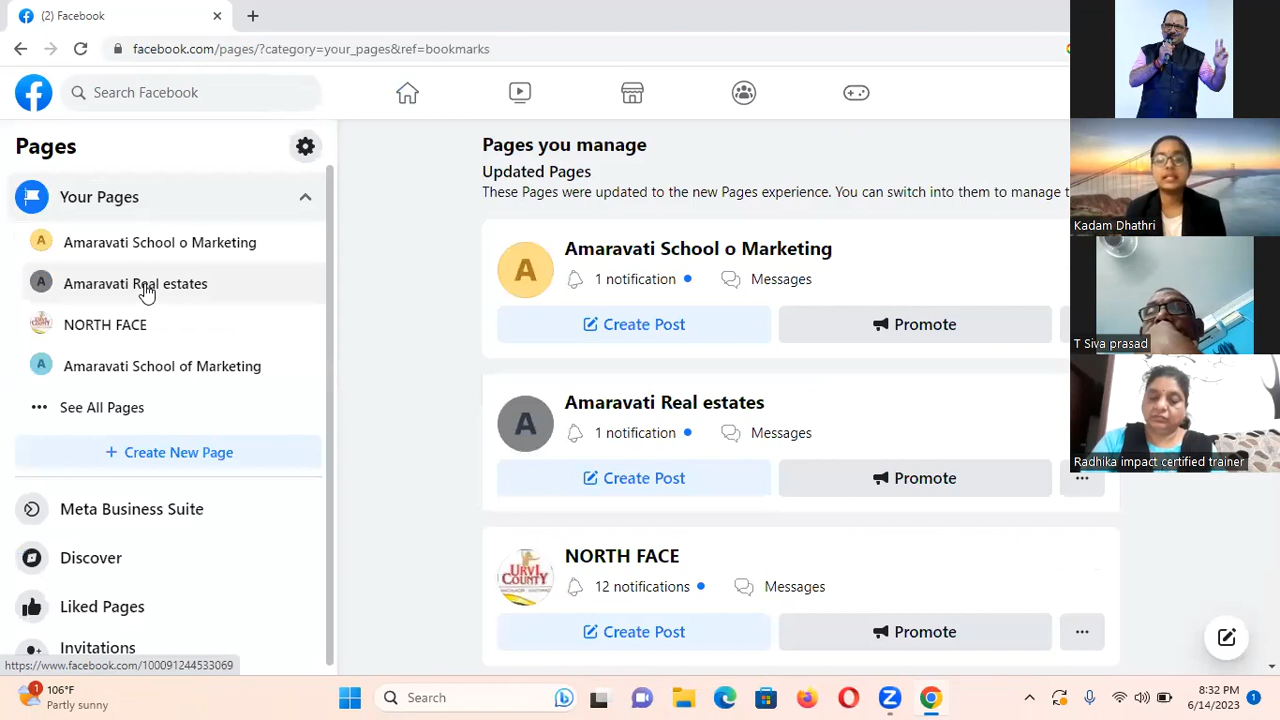 (2) Facebook
facebook.com/pages/?category=your_pages&ref=bookmarks
Search Facebook
Pages
Your Pages
Amaravati School o Marketing
Amaravati Real estates
NORTH FACE
Amaravati School of Marketing
See All Pages
+ Create New Page
Meta Business Suite
Discover
Liked Pages
Invitations
https://www.facebook.com/100091244533069
Pages you manage
Updated Pages
These Pages were updated to the new Pages experience. You can switch into them to manage t
A
Amaravati School o Marketing
1 notification
Messages
Create Post
Promote
A
Amaravati Real estates
1 notification
Messages
Create Post
Promote
URVI
COUNTY
NORTH FACE
12 notifications
Messages
Create Post
Promote
Kadam Dhathri
T Siva prasad
Radhika impact certified trainer
1
106°F
Partly sunny
Search
8:32 PM
6/14/2023
1